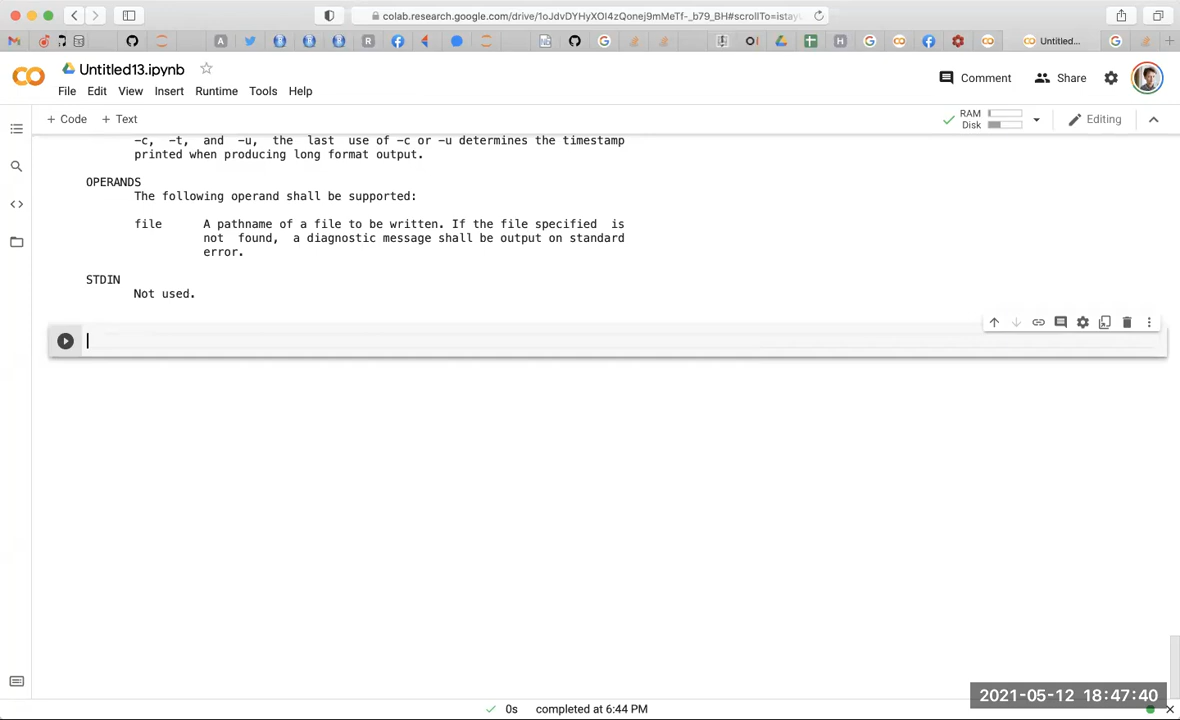 colab.research.google.com/drive/1oJdvDYHyXOI4zQonej9mMeTf-_b79_BH#scrollTo=istay
Untitled...
Untitled13.ipynb
Comment
Share
File Edit View Insert Runtime Tools Help
+ Code + Text
RAM
Disk
Editing
-c, -t, and -u, the last use of -c or -u determines the timestamp
printed when producing long format output.
OPERANDS
The following operand shall be supported:
file A pathname of a file to be written. If the file specified is
not found, a diagnostic message shall be output on standard
error.
STDIN
Not used.
2021-05-12 18:47:40
0s completed at 6:44 PM